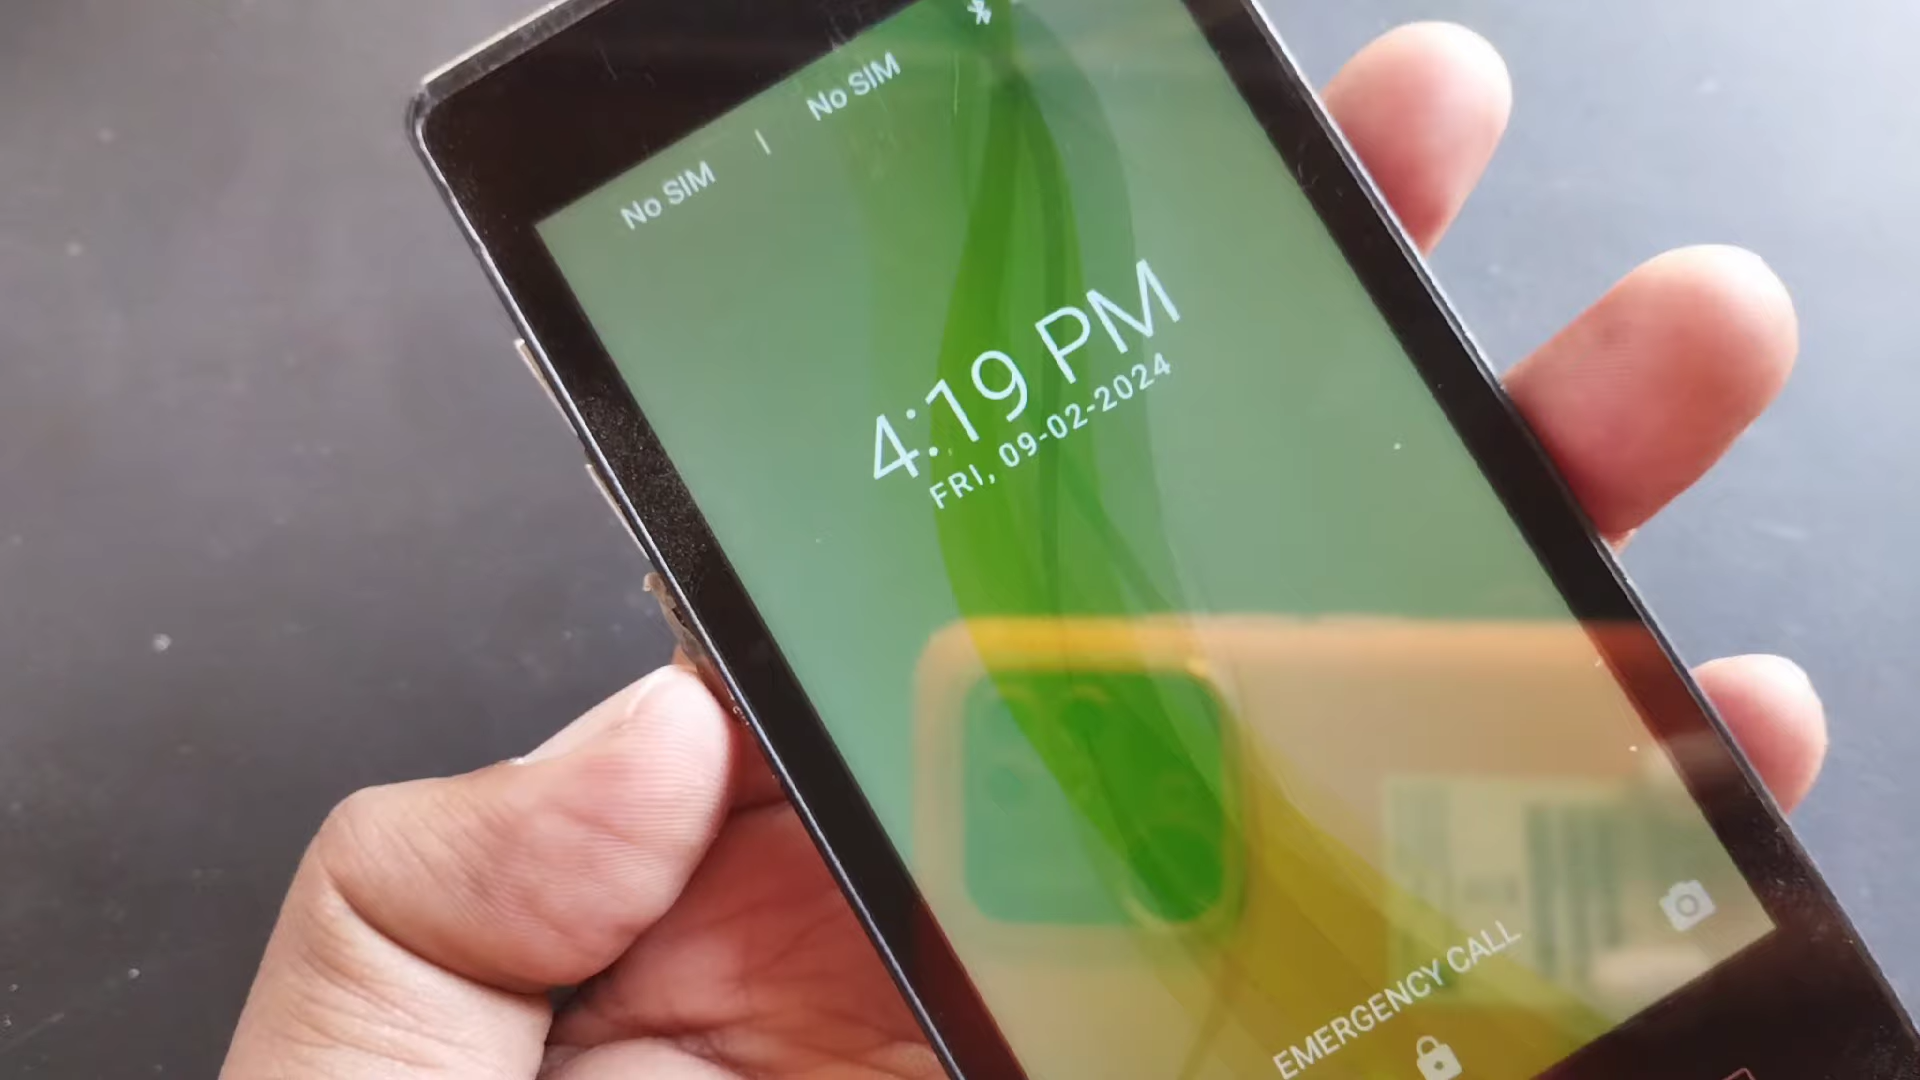 No SIM | No SIM
4:19 PM
FRI, 09-02-2024
EMERGENCY CALL